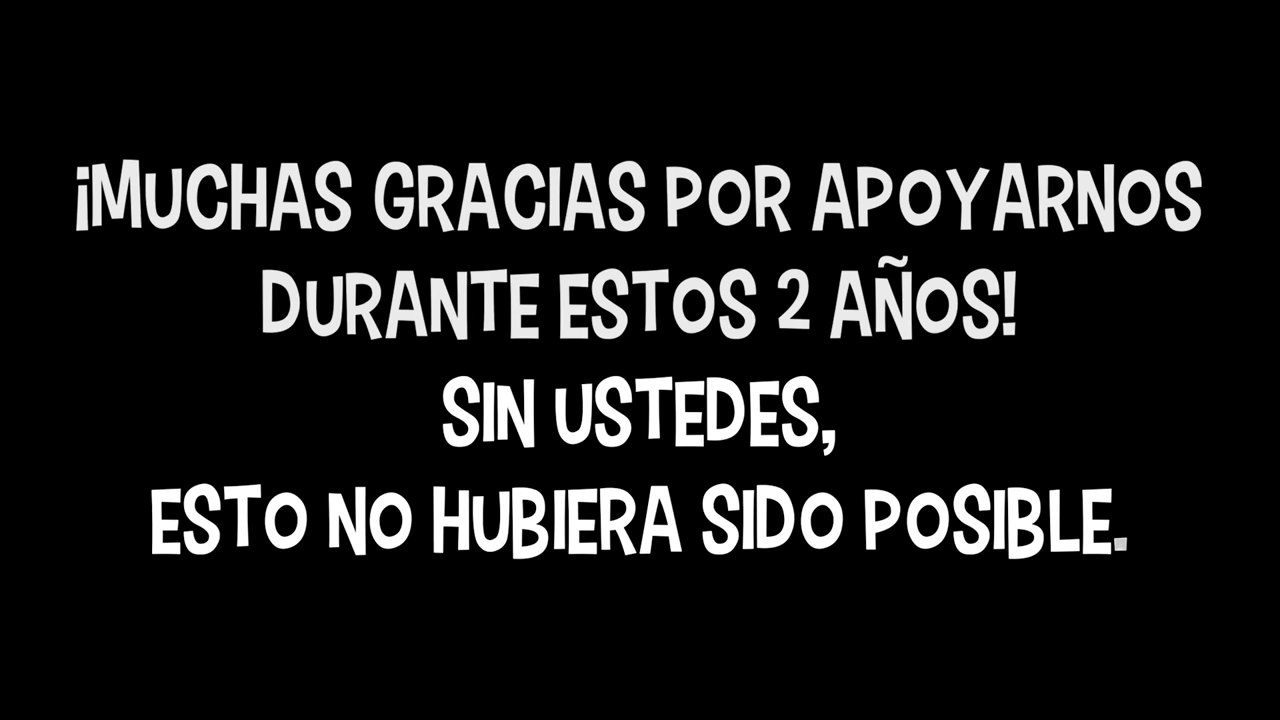 ¡MUCHAS GRACIAS POR APOYARNOS
DURANTE ESTOS 2 AÑOS!
SIN USTEDES,
ESTO NO HUBIERA SIDO POSIBLE.